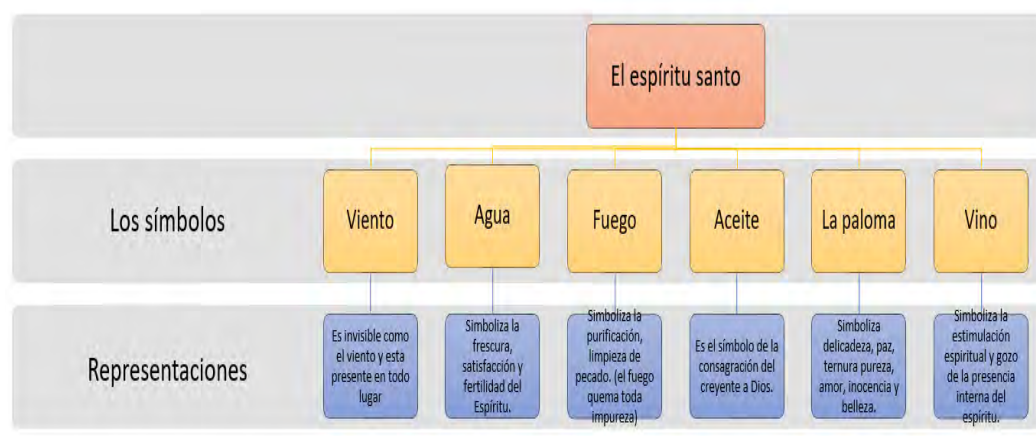 El espíritu santo
Los símbolos
Viento
Agua
Fuego
Aceite
La paloma
Vino
Representaciones
Es invisible como
el viento y esta
presente en todo
lugar
Simboliza la
frescura,
satisfacción y
fertilidad del
Espíritu.
Simboliza la
purificación,
limpieza de
pecado. (el fuego
quema toda
impureza)
Es el símbolo de la
consagración del
creyente a Dios.
Simboliza
delicadeza, paz,
ternura pureza,
amor, inocencia y
belleza.
Simboliza la
estimulación
espiritual y gozo
de la presencia
interna del
espíritu.